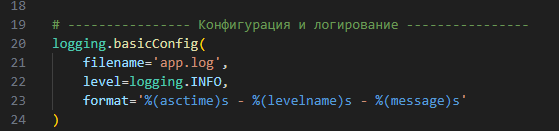 18
19 # --------------- Конфигурация и логирование ---------------
20 logging.basicConfig(
21     filename='app.log',
22     level=logging.INFO,
23     format='%(asctime)s - %(levelname)s - %(message)s'
24 )